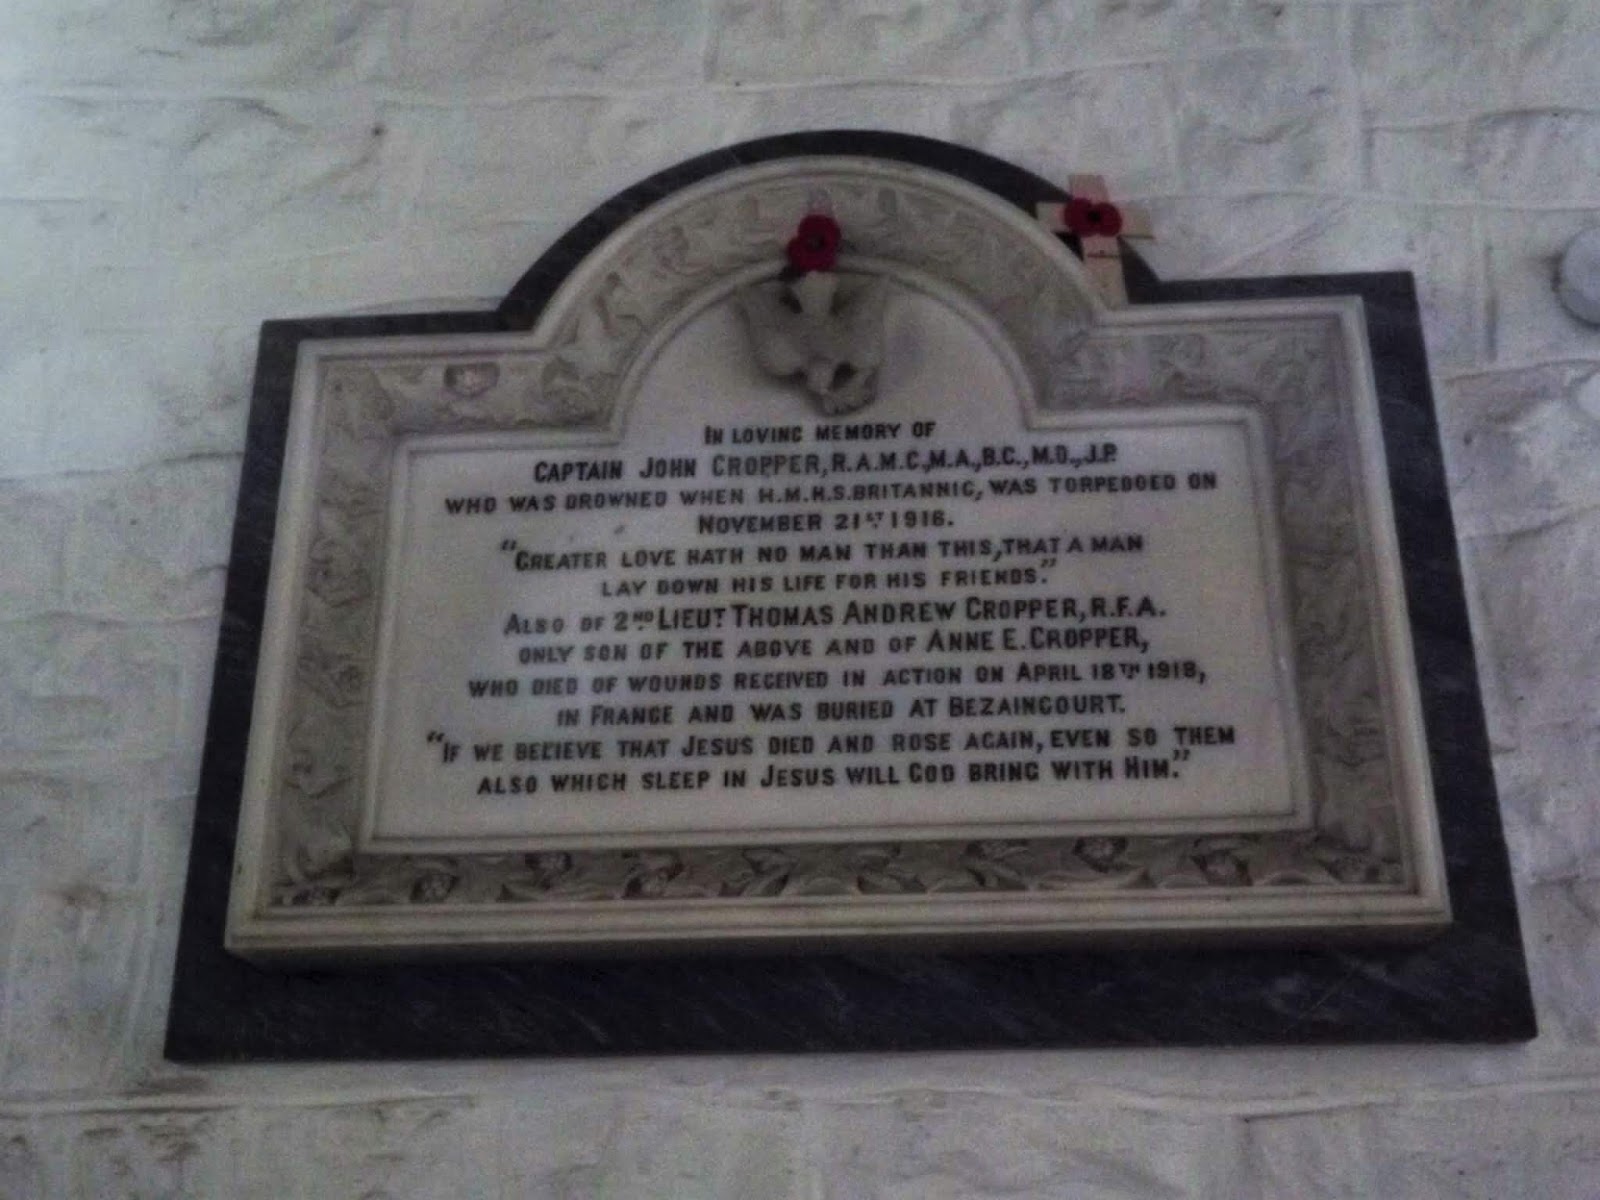 IN LOVING MEMORY OF
CAPTAIN JOHN CROPPER, R.A.M.C., M.A., B.C., M.D., J.P.
WHO WAS DROWNED WHEN H.M.H.S. BRITANNIC, WAS TORPEDOED ON
NOVEMBER 21ST 1916.
"GREATER LOVE HATH NO MAN THAN THIS, THAT A MAN
LAY DOWN HIS LIFE FOR HIS FRIENDS."
ALSO OF 2ND LIEUT THOMAS ANDREW CROPPER, R.F.A.
ONLY SON OF THE ABOVE AND OF ANNE E. CROPPER,
WHO DIED OF WOUNDS RECEIVED IN ACTION ON APRIL 18TH 1918,
IN FRANCE AND WAS BURIED AT BEZAINCOURT.
"IF WE BELIEVE THAT JESUS DIED AND ROSE AGAIN, EVEN SO THEM
ALSO WHICH SLEEP IN JESUS WILL GOD BRING WITH HIM."